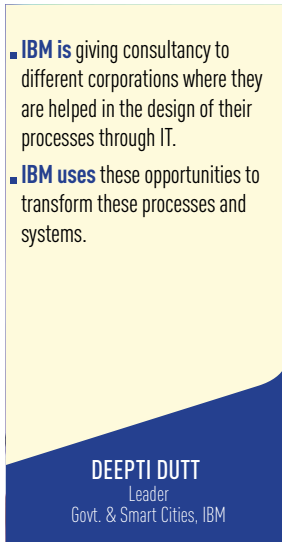 IBM is giving consultancy to
different corporations where they
are helped in the design of their
processes through IT.
IBM uses these opportunities to
transform these processes and
systems.
DEEPTI DUTT
Leader
Govt. & Smart Cities, IBM